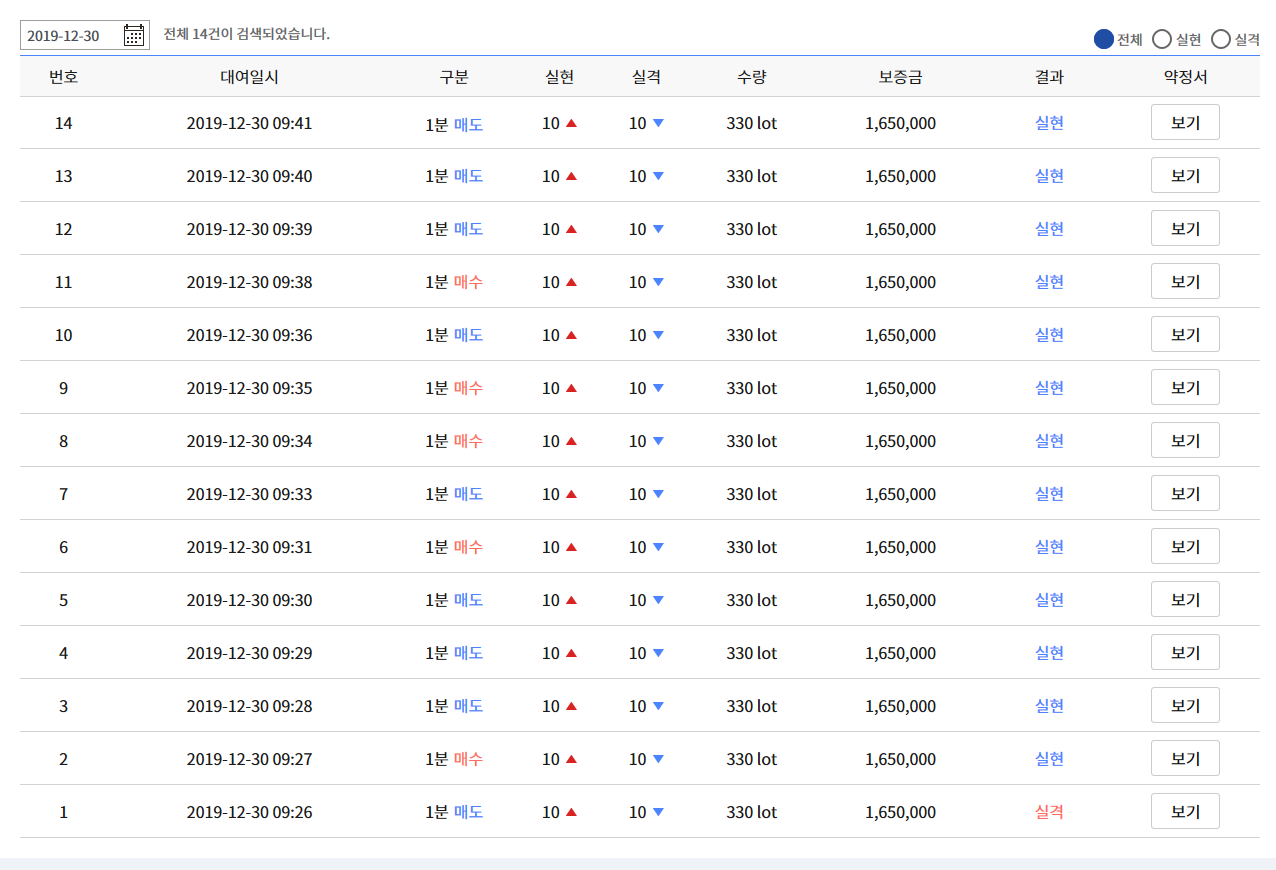 2019-12-30 전체 14건이 검색되었습니다. 전체 실현 실격
번호 대여일시 구분 실현 실격 수량 보증금 결과 약정서
14 2019-12-30 09:41 1분 매도 10 ▲ 10 ▼ 330 lot 1,650,000 실현 보기
13 2019-12-30 09:40 1분 매도 10 ▲ 10 ▼ 330 lot 1,650,000 실현 보기
12 2019-12-30 09:39 1분 매도 10 ▲ 10 ▼ 330 lot 1,650,000 실현 보기
11 2019-12-30 09:38 1분 매수 10 ▲ 10 ▼ 330 lot 1,650,000 실현 보기
10 2019-12-30 09:36 1분 매도 10 ▲ 10 ▼ 330 lot 1,650,000 실현 보기
9 2019-12-30 09:35 1분 매수 10 ▲ 10 ▼ 330 lot 1,650,000 실현 보기
8 2019-12-30 09:34 1분 매수 10 ▲ 10 ▼ 330 lot 1,650,000 실현 보기
7 2019-12-30 09:33 1분 매도 10 ▲ 10 ▼ 330 lot 1,650,000 실현 보기
6 2019-12-30 09:31 1분 매수 10 ▲ 10 ▼ 330 lot 1,650,000 실현 보기
5 2019-12-30 09:30 1분 매도 10 ▲ 10 ▼ 330 lot 1,650,000 실현 보기
4 2019-12-30 09:29 1분 매도 10 ▲ 10 ▼ 330 lot 1,650,000 실현 보기
3 2019-12-30 09:28 1분 매도 10 ▲ 10 ▼ 330 lot 1,650,000 실현 보기
2 2019-12-30 09:27 1분 매수 10 ▲ 10 ▼ 330 lot 1,650,000 실현 보기
1 2019-12-30 09:26 1분 매도 10 ▲ 10 ▼ 330 lot 1,650,000 실격 보기